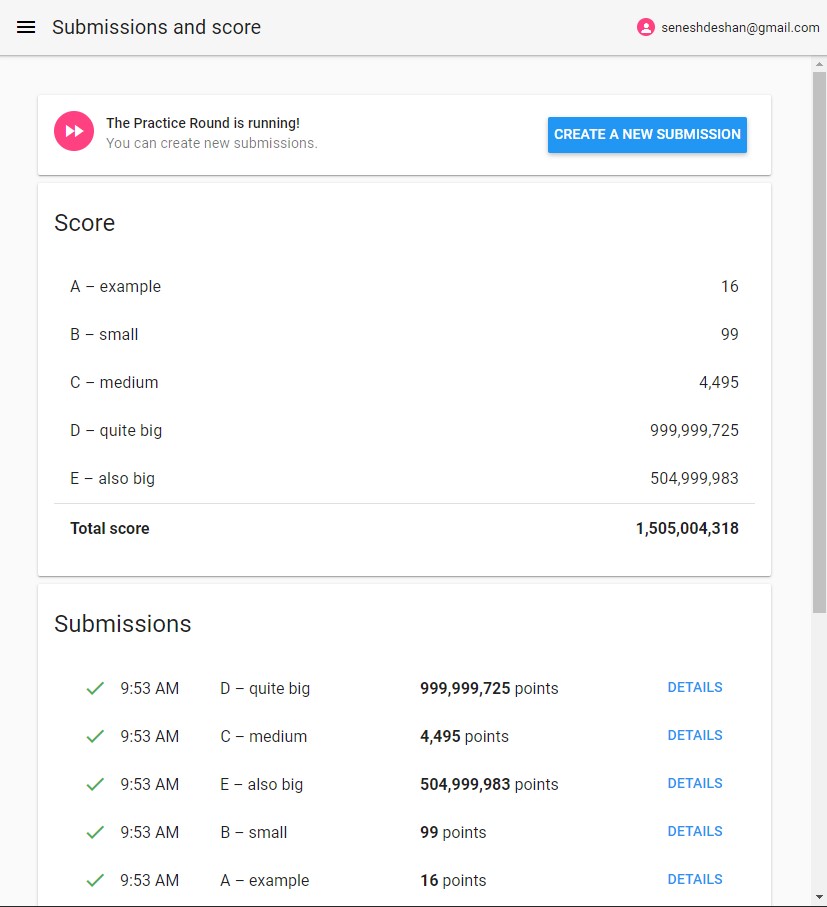 Submissions and score
seneshdeshan@gmail.com
The Practice Round is running!
You can create new submissions.
CREATE A NEW SUBMISSION
Score
A – example 16
B – small 99
C – medium 4,495
D – quite big 999,999,725
E – also big 504,999,983
Total score 1,505,004,318
Submissions
9:53 AM D – quite big 999,999,725 points DETAILS
9:53 AM C – medium 4,495 points DETAILS
9:53 AM E – also big 504,999,983 points DETAILS
9:53 AM B – small 99 points DETAILS
9:53 AM A – example 16 points DETAILS